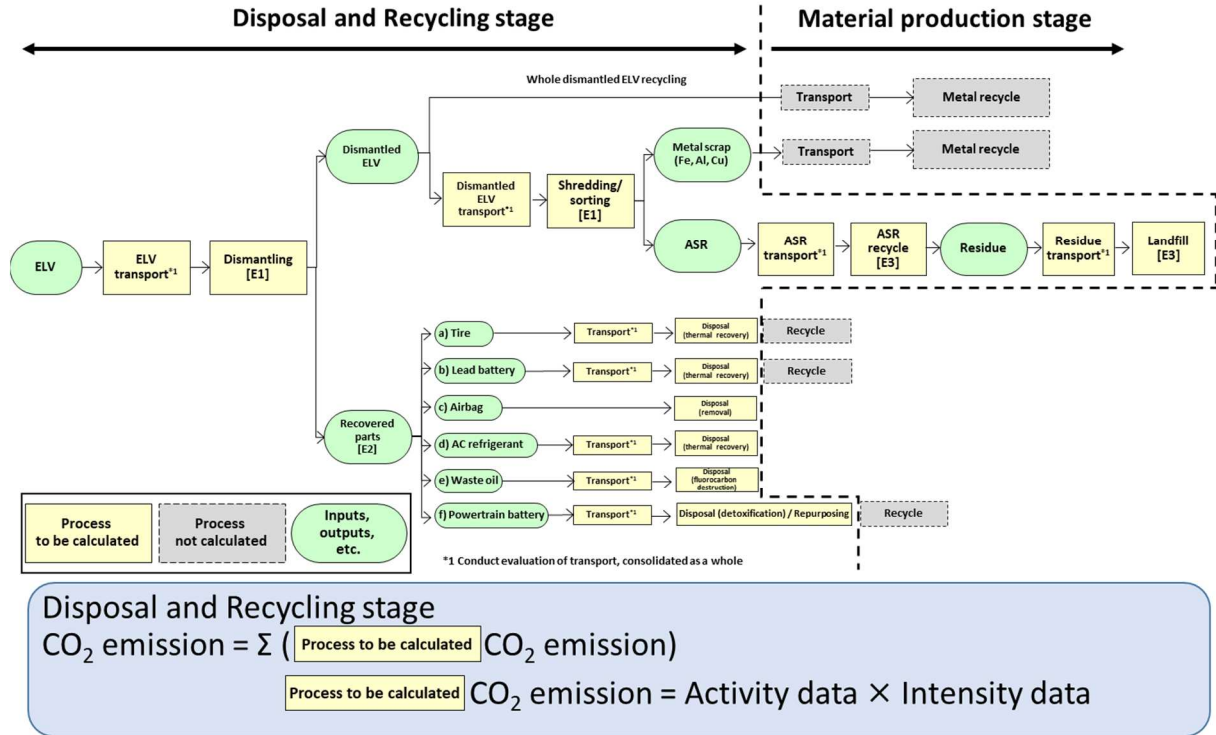 Disposal and Recycling stage
Material production stage
Whole dismantled ELV recycling
Transport
Metal recycle
Dismantled
ELV
Metal scrap
(Fe, Al, Cu)
Transport
Metal recycle
Dismantled
ELV
transport*1
Shredding/
sorting
[E1]
ELV
ELV
transport*1
Dismantling
[E1]
ASR
ASR
transport*1
ASR
recycle
[E3]
Residue
Residue
transport*1
Landfill
[E3]
a) Tire
Transport*1
Disposal
(thermal recovery)
Recycle
b) Lead battery
Transport*1
Disposal
(thermal recovery)
Recycle
c) Airbag
Disposal
(removal)
Recovered
parts
[E2]
d) AC refrigerant
Transport*1
Disposal
(thermal recovery)
e) Waste oil
Transport*1
Disposal
(fluorocarbon
destruction)
f) Powertrain battery
Transport*1
Disposal (detoxification) / Repurposing
Recycle
Process
to be calculated
Process
not calculated
Inputs,
outputs,
etc.
*1 Conduct evaluation of transport, consolidated as a whole
Disposal and Recycling stage
CO₂ emission = Σ ( Process to be calculated CO₂ emission)
Process to be calculated CO₂ emission = Activity data × Intensity data